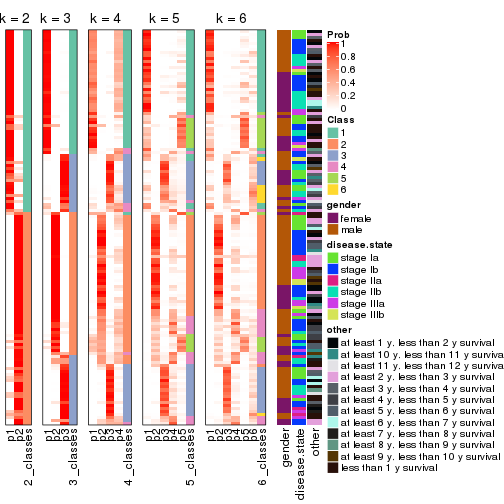 k = 2 k = 3 k = 4 k = 5 k = 6
p1 p2 2_classes
p1 p2 p3 3_classes
p1 p2 p3 p4 4_classes
p1 p2 p3 p4 p5 5_classes
p1 p2 p3 p4 p5 p6 6_classes
gender
disease.state
other
Prob
1
0.8
0.6
0.4
0.2
0
Class
1
2
3
4
5
6
gender
female
male
disease.state
stage Ia
stage Ib
stage IIa
stage IIb
stage IIIa
stage IIIb
other
at least 1 y. less than 2 y survival
at least 10 y. less than 11 y survival
at least 11 y. less than 12 y survival
at least 2 y. less than 3 y survival
at least 3 y. less than 4 y survival
at least 4 y. less than 5 y survival
at least 5 y. less than 6 y survival
at least 6 y. less than 7 y survival
at least 7 y. less than 8 y survival
at least 8 y. less than 9 y survival
at least 9 y. less than 10 y survival
less than 1 y survival